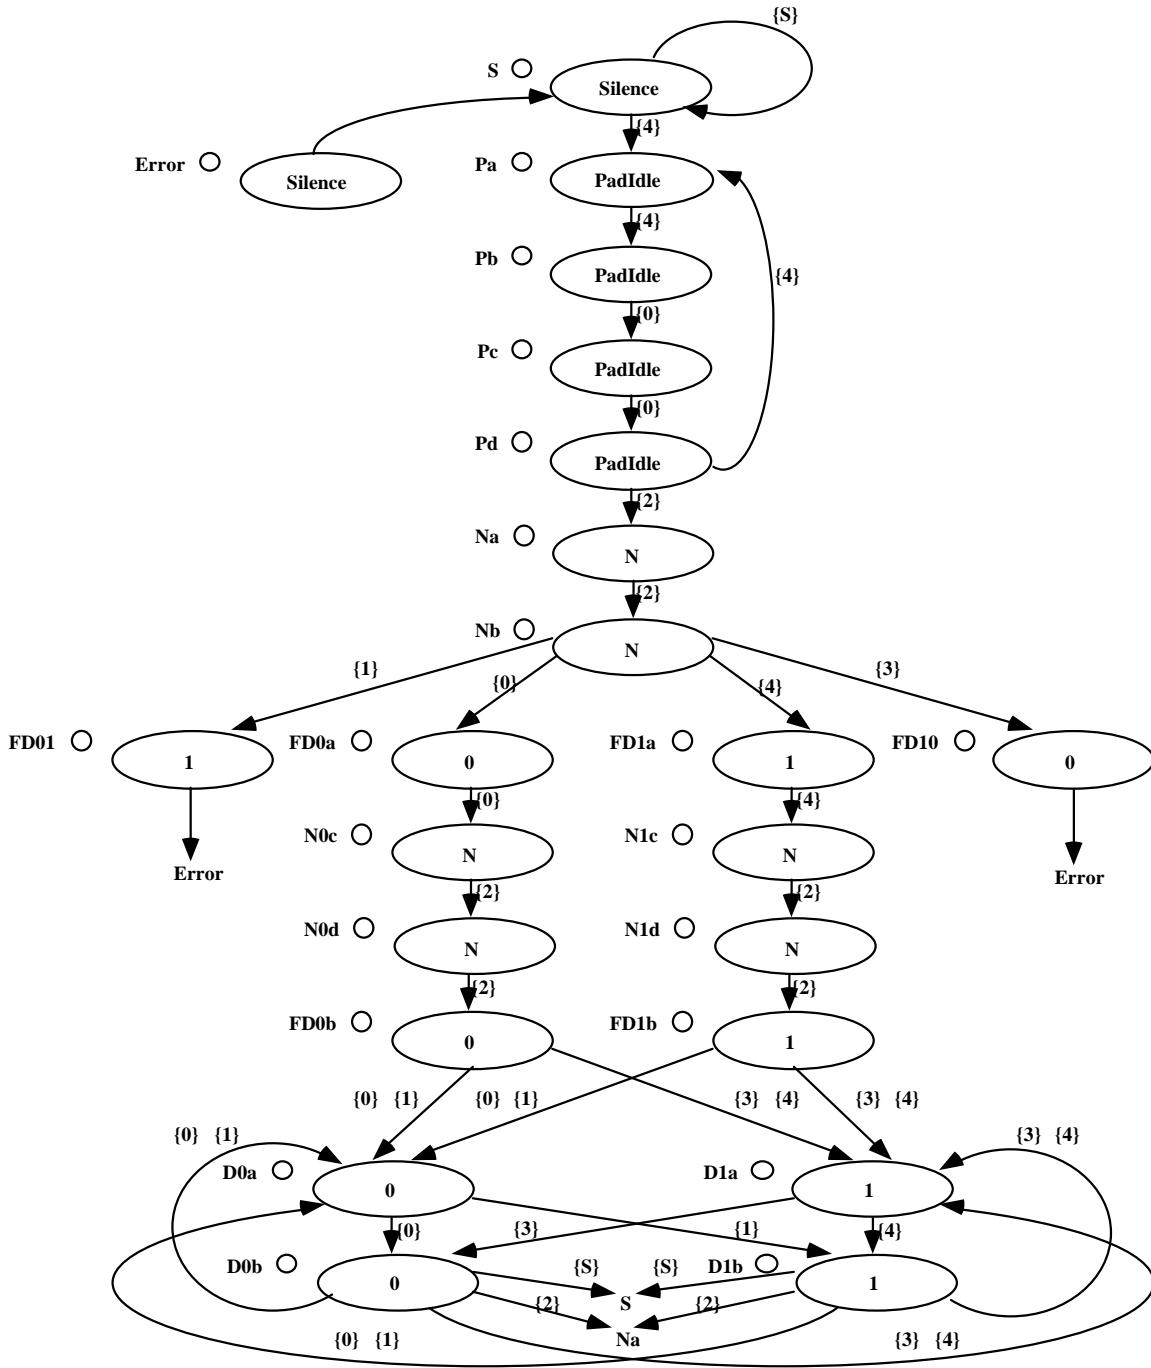 {S}
S
Silence
{4}
Error
Silence
Pa
PadIdle
{4}
Pb
PadIdle
{4}
{0}
Pc
PadIdle
{0}
Pd
PadIdle
{2}
Na
N
{2}
Nb
N
{1}
{0}
{4}
{3}
FD01
1
FD0a
0
FD1a
1
FD10
0
{0}
{4}
N0c
N
N1c
N
Error
Error
{2}
{2}
N0d
N
N1d
N
{2}
{2}
FD0b
0
FD1b
1
{0} {1}
{0} {1}
{3} {4}
{3} {4}
{0} {1}
{3} {4}
D0a
0
D1a
1
{0}
{3}
{1}
{4}
D0b
0
{S}
{S}
D1b
1
S
{2}
{2}
Na
{0} {1}
{3} {4}